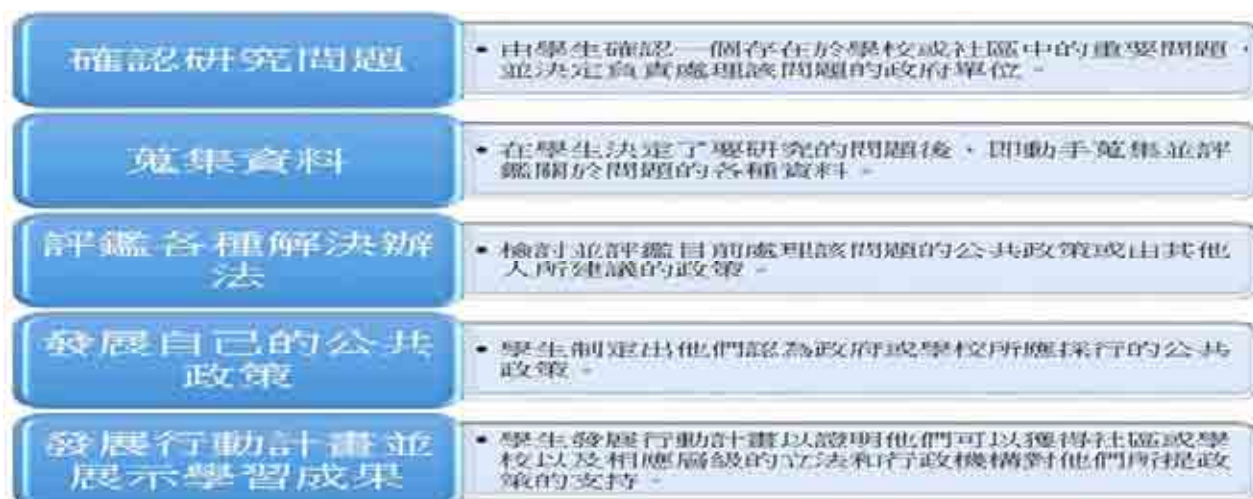 確認研究問題
• 由學生確認一個存在於學校或社區中的重要問題，
並決定負責處理該問題的政府單位。
蒐集資料
• 在學生決定了要研究的問題後，即動手蒐集並評
鑑關於問題的各種資料。
評鑑各種解決辦
法
• 檢討並評鑑目前處理該問題的公共政策或由其他
人所建議的政策。
發展自己的公共
政策
• 學生制定出他們認為政府或學校所應採行的公共
政策。
發展行動計畫並
展示學習成果
• 學生發展行動計畫以證明他們可以獲得社區或學
校以及相應層級的立法和行政機構對他們所提政
策的支持。